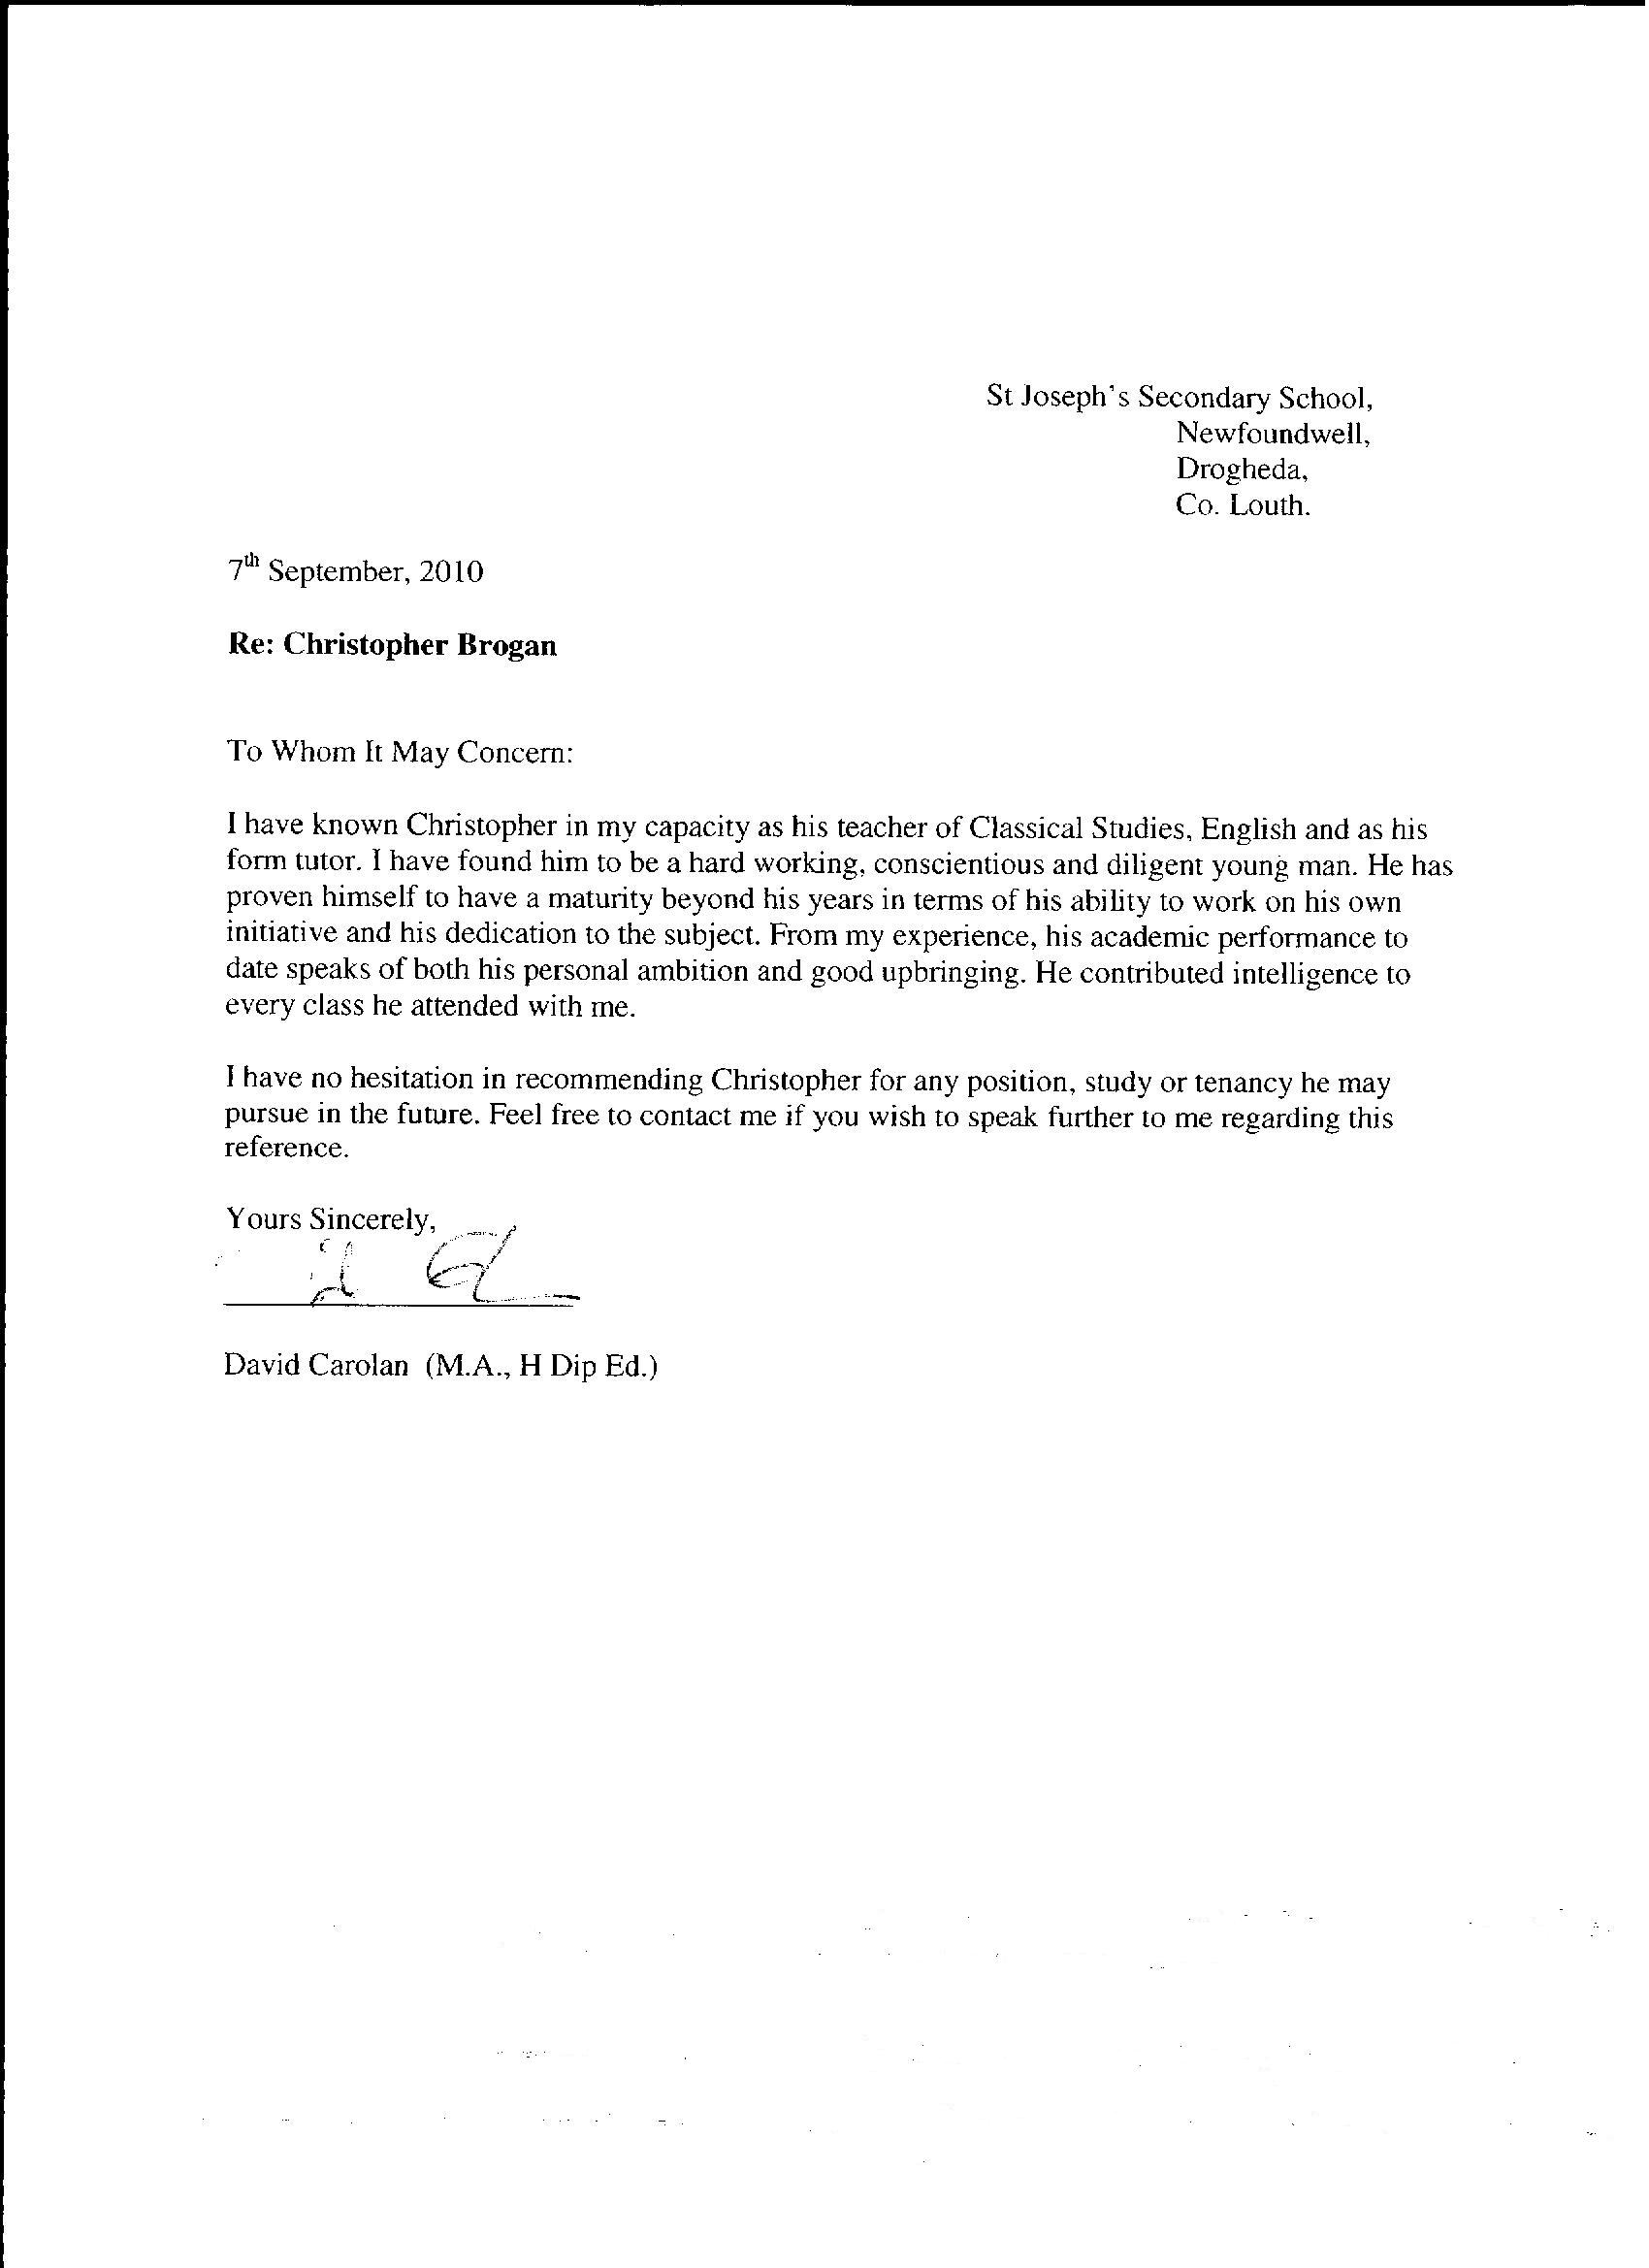 St Joseph's Secondary School,
Newfoundwell,
Drogheda,
Co. Louth.
7th September, 2010
Re: Christopher Brogan
To Whom It May Concern:
I have known Christopher in my capacity as his teacher of Classical Studies, English and as his
form tutor. I have found him to be a hard working, conscientious and diligent young man. He has
proven himself to have a maturity beyond his years in terms of his ability to work on his own
initiative and his dedication to the subject. From my experience, his academic performance to
date speaks of both his personal ambition and good upbringing. He contributed intelligence to
every class he attended with me.
I have no hesitation in recommending Christopher for any position, study or tenancy he may
pursue in the future. Feel free to contact me if you wish to speak further to me regarding this
reference.
Yours Sincerely,
David Carolan (M.A., H Dip Ed.)